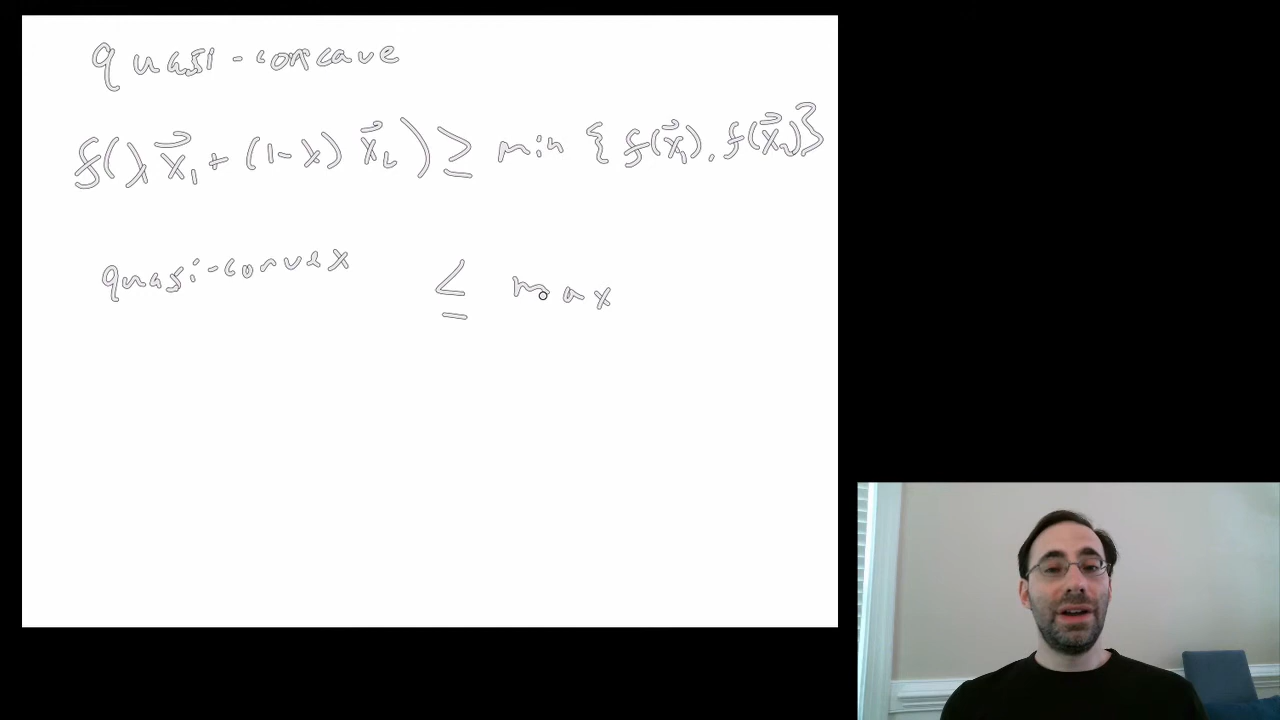 quasi-concave
f(λx⃗₁+(1-λ)x⃗₂)≥ min {f(x⃗₁), f(x⃗₂)}
quasi-convex ≤ max